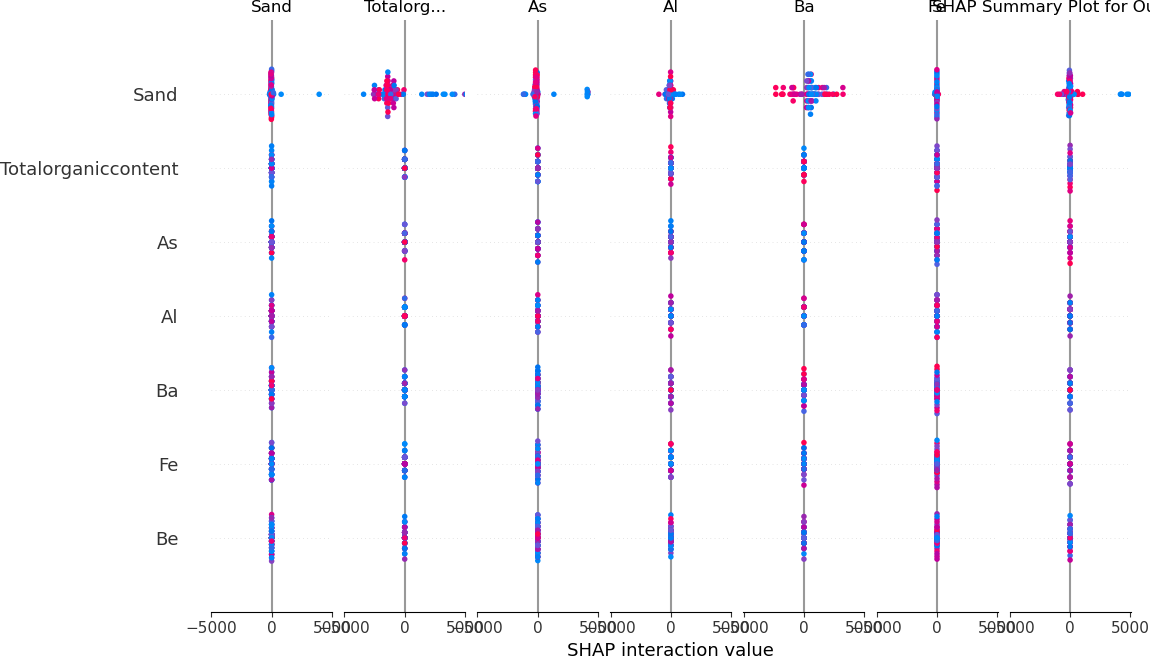 Sand Totalorg... As Al Ba Fe SHAP Summary Plot for Ou
Sand
Totalorganiccontent
As
Al
Ba
Fe
Be
−5000 0 5000 −5000 0 5000 −5000 0 5000 −5000 0 5000 −5000 0 5000 −5000 0 5000 −5000 0 5000
SHAP interaction value